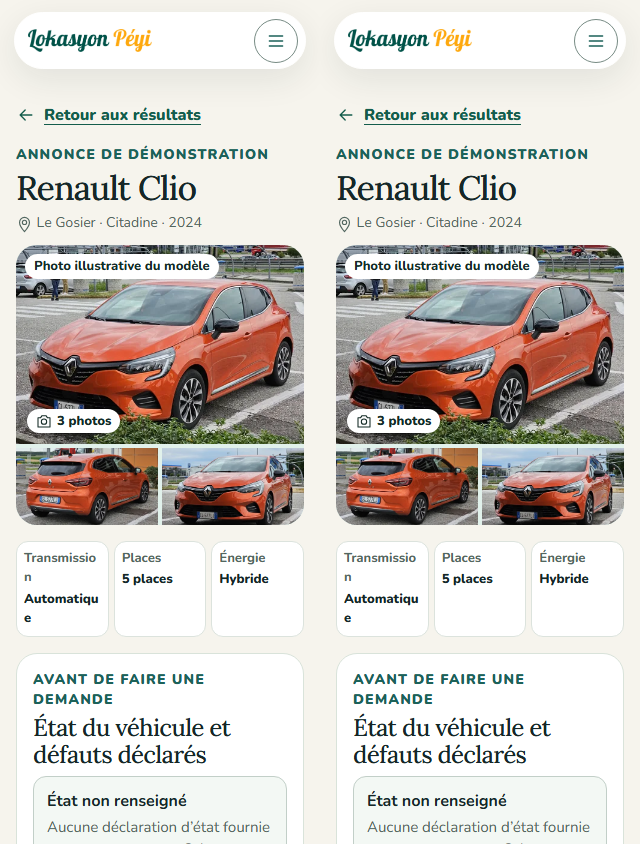 Lokasyon Péyi
Retour aux résultats
ANNONCE DE DÉMONSTRATION
Renault Clio
Le Gosier · Citadine · 2024
Photo illustrative du modèle
3 photos
Transmissio
n
Automatiqu
e
Places
5 places
Énergie
Hybride
AVANT DE FAIRE UNE
DEMANDE
État du véhicule et
défauts déclarés
État non renseigné
Aucune déclaration d’état fournie
Lokasyon Péyi
Retour aux résultats
ANNONCE DE DÉMONSTRATION
Renault Clio
Le Gosier · Citadine · 2024
Photo illustrative du modèle
3 photos
Transmissio
n
Automatiqu
e
Places
5 places
Énergie
Hybride
AVANT DE FAIRE UNE
DEMANDE
État du véhicule et
défauts déclarés
État non renseigné
Aucune déclaration d’état fournie